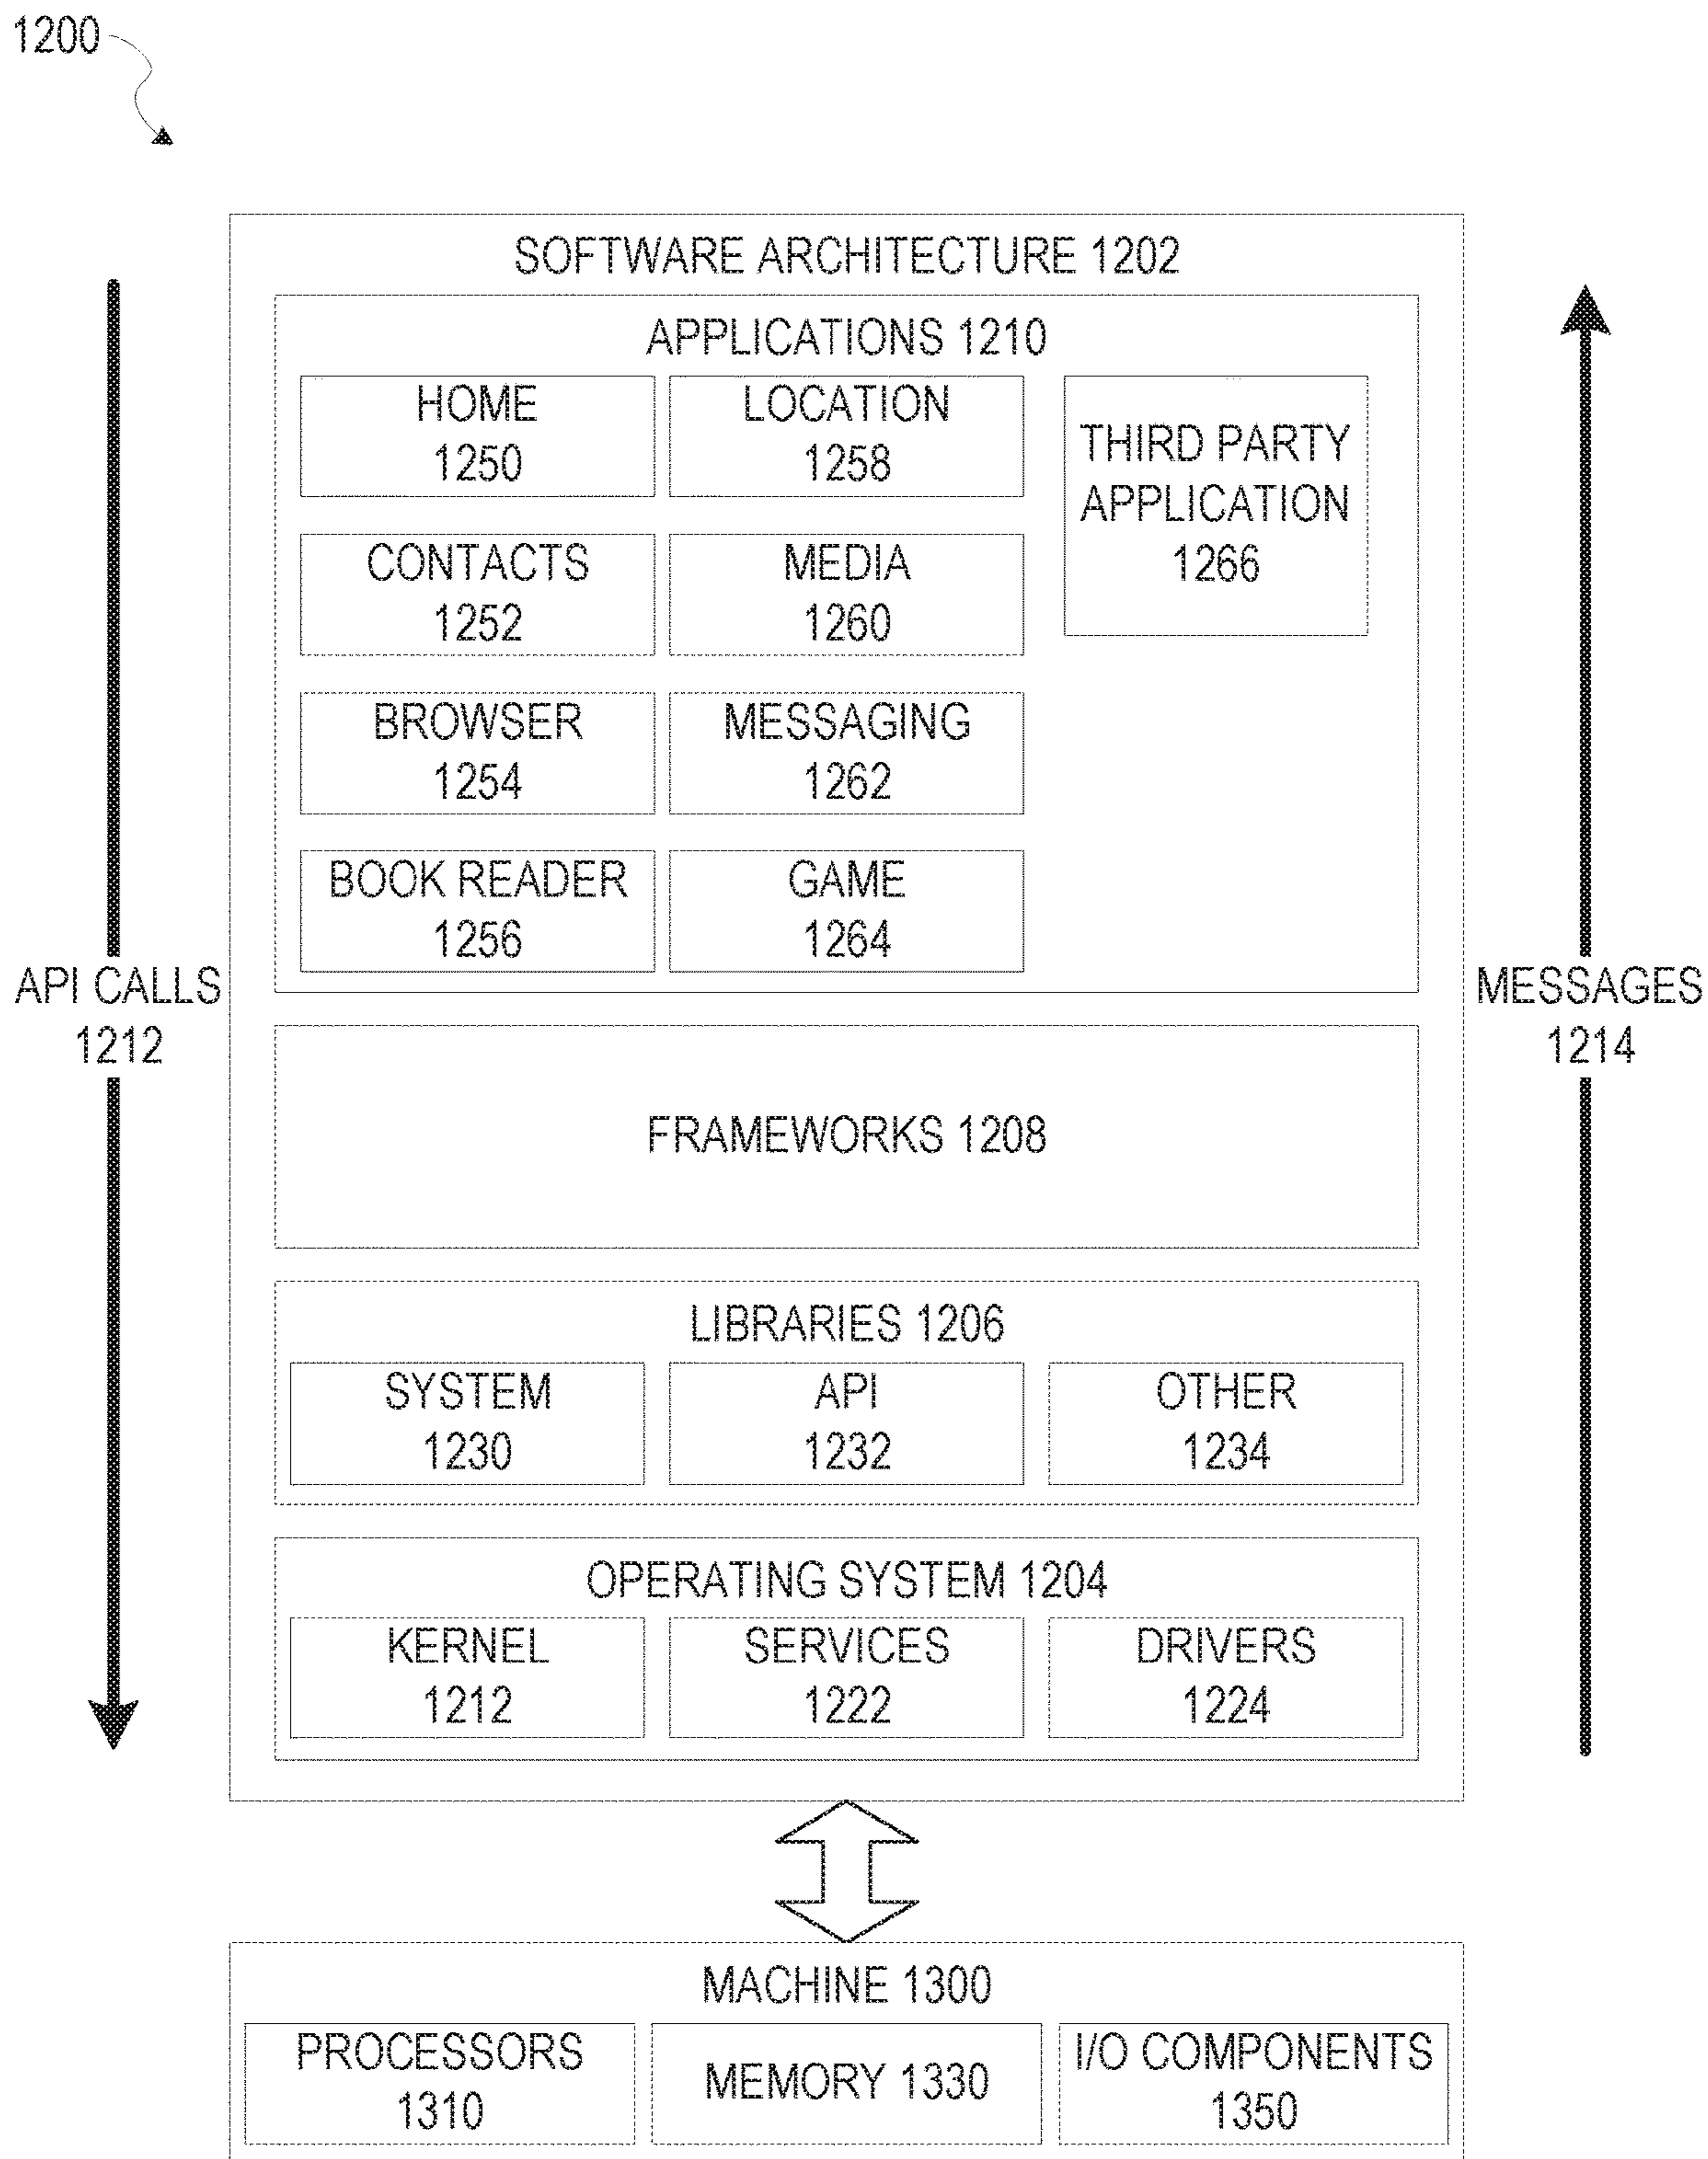 1200
SOFTWARE ARCHITECTURE 1202
APPLICATIONS 1210
HOME
1250
LOCATION
1258
THIRD PARTY
APPLICATION
1266
CONTACTS
1252
MEDIA
1260
BROWSER
1254
MESSAGING
1262
BOOK READER
1256
GAME
1264
API CALLS
1212
MESSAGES
1214
FRAMEWORKS 1208
LIBRARIES 1206
SYSTEM
1230
API
1232
OTHER
1234
OPERATING SYSTEM 1204
KERNEL
1212
SERVICES
1222
DRIVERS
1224
MACHINE 1300
PROCESSORS
1310
MEMORY 1330
I/O COMPONENTS
1350